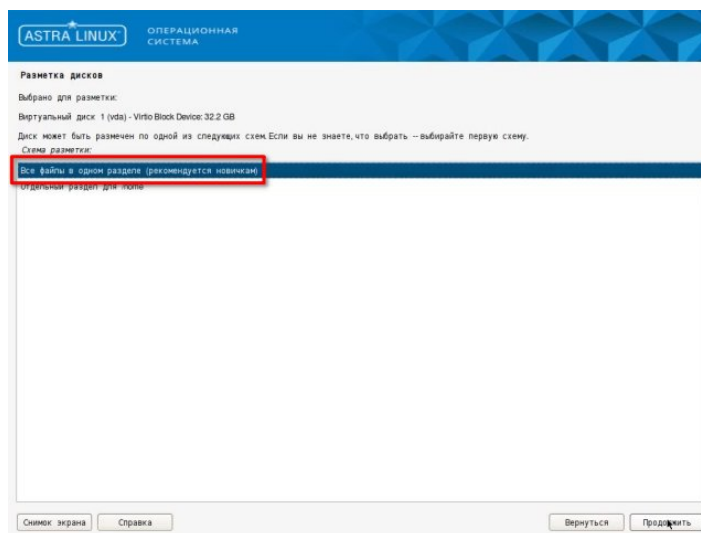 ASTRA LINUX®
ОПЕРАЦИОННАЯ
СИСТЕМА
Разметка дисков
Выбрано для разметки:
Виртуальный диск 1 (vda) - Virtio Block Device: 32.2 GB
Диск может быть размечен по одной из следующих схем. Если вы не знаете, что выбрать -- выбирайте первую схему.
Схема разметки:
Все файлы в одном разделе (рекомендуется новичкам)
Отдельный раздел для /home
Снимок экрана
Справка
Вернуться
Продолжить